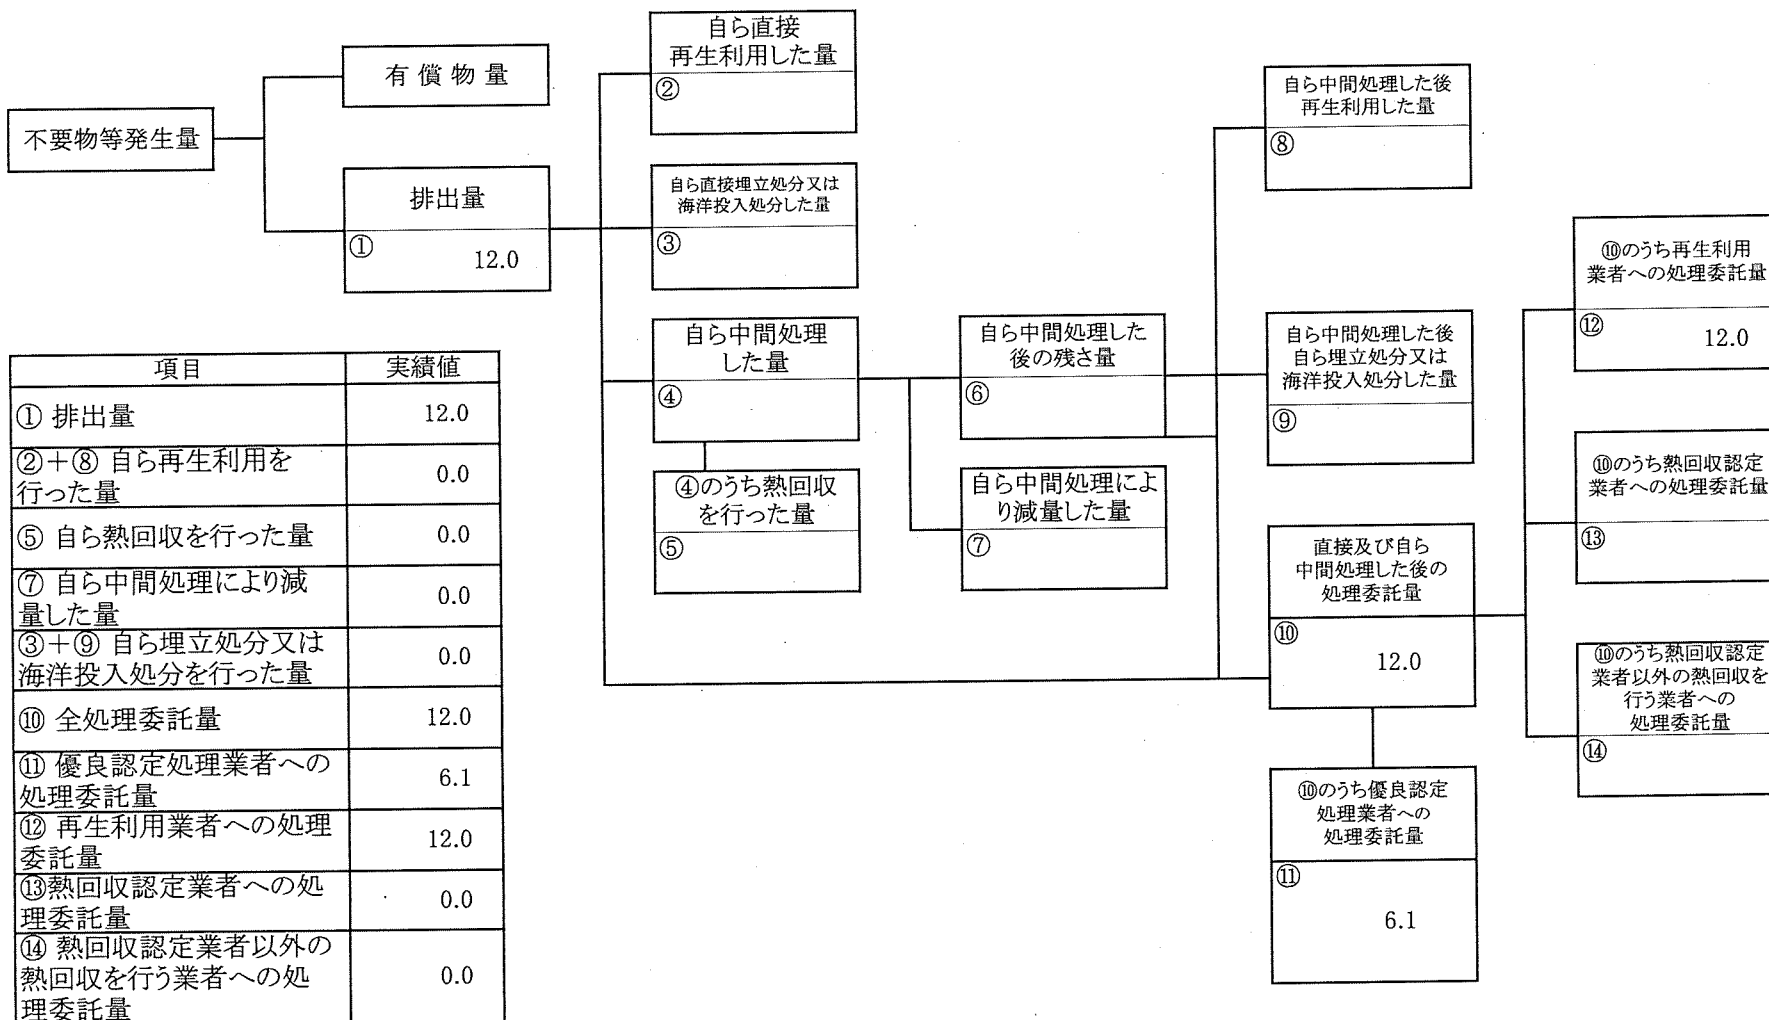 不要物等発生量
有償物量
排出量
①
12.0
自ら直接
再生利用した量
②
自ら直接埋立処分又は
海洋投入処分した量
③
自ら中間処理
した量
④
④のうち熱回収
を行った量
⑤
自ら中間処理した
後の残さ量
⑥
自ら中間処理によ
り減量した量
⑦
自ら中間処理した後
再生利用した量
⑧
自ら中間処理した後
自ら埋立処分又は
海洋投入処分した量
⑨
直接及び自ら
中間処理した後の
処理委託量
⑩
12.0
⑩のうち優良認定
処理業者への
処理委託量
⑪
6.1
⑩のうち再生利用
業者への処理委託量
⑫
12.0
⑩のうち熱回収認定
業者への処理委託量
⑬
⑩のうち熱回収認定
業者以外の熱回収を
行う業者への
処理委託量
⑭
項目 実績値
① 排出量 12.0
②+⑧ 自ら再生利用を
行った量 0.0
⑤ 自ら熱回収を行った量 0.0
⑦ 自ら中間処理により減
量した量 0.0
③+⑨ 自ら埋立処分又は
海洋投入処分を行った量 0.0
⑩ 全処理委託量 12.0
⑪ 優良認定処理業者への
処理委託量 6.1
⑫ 再生利用業者への処理
委託量 12.0
⑬熱回収認定業者への処
理委託量 0.0
⑭ 熱回収認定業者以外の
熱回収を行う業者への処
理委託量 0.0